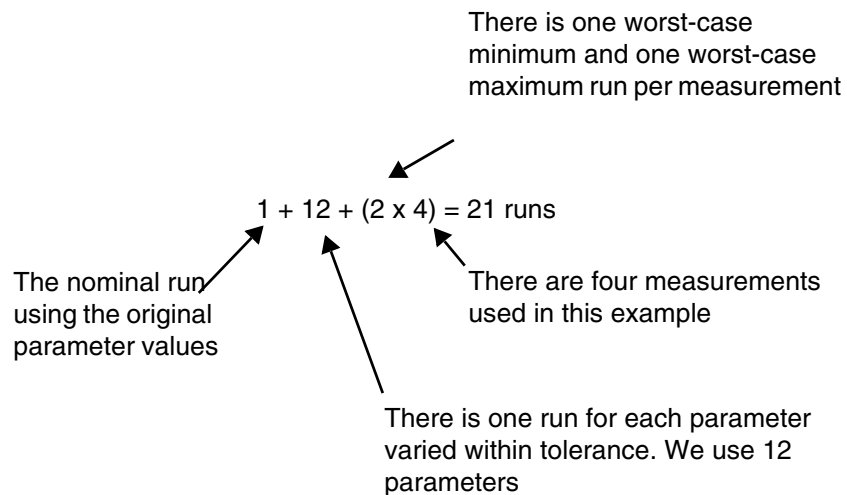 There is one worst-case
minimum and one worst-case
maximum run per measurement
1 + 12 + (2 x 4) = 21 runs
The nominal run
using the original
parameter values
There are four measurements
used in this example
There is one run for each parameter
varied within tolerance. We use 12
parameters